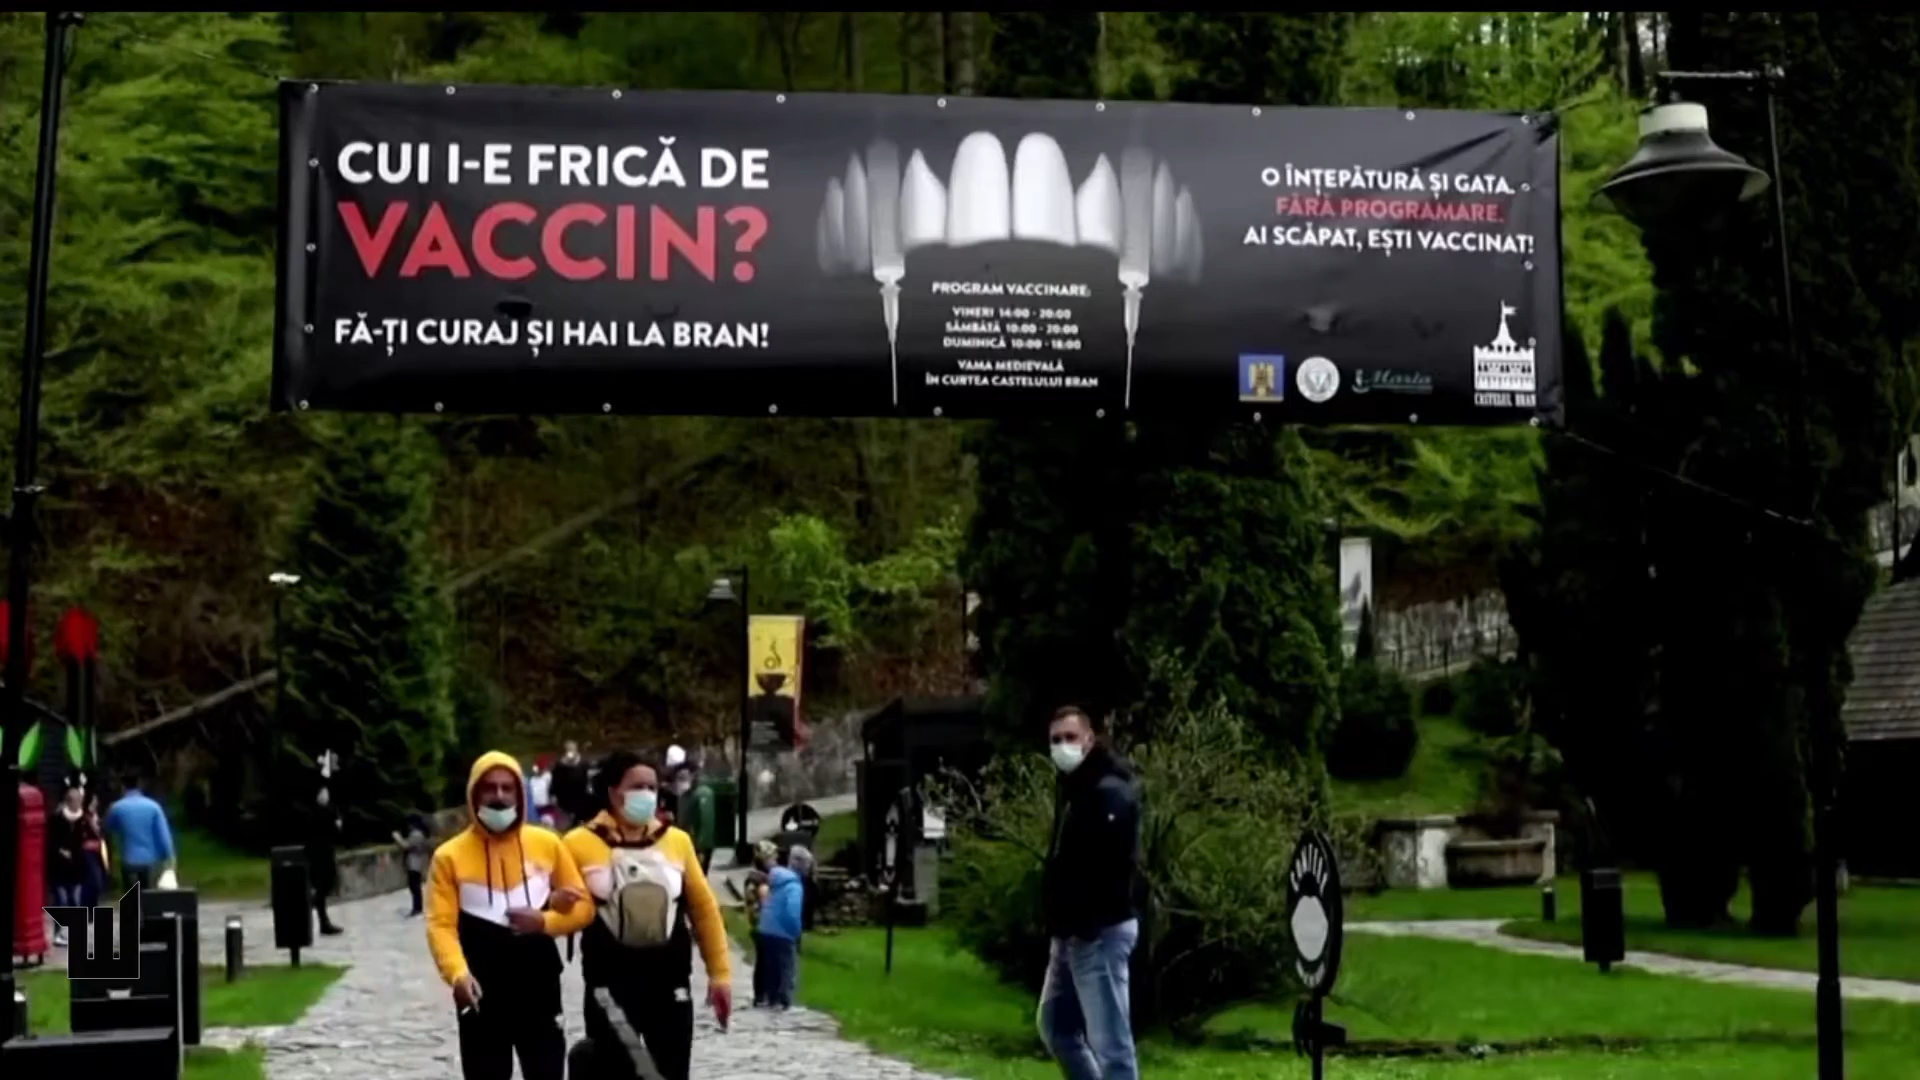 CUI I-E FRICĂ DE
VACCIN?
FĂ-ȚI CURAJ ȘI HAI LA BRAN!
PROGRAM VACCINARE:
VINERI 14:00 - 20:00
SÂMBĂTĂ 10:00 - 20:00
DUMINICĂ 10:00 - 18:00
VAMA MEDIEVALĂ
ÎN CURTEA CASTELULUI BRAN
O ÎNȚEPĂTURĂ ȘI GATA.
FĂRĂ PROGRAMARE.
AI SCĂPAT, EȘTI VACCINAT!
CASTELUL BRAN